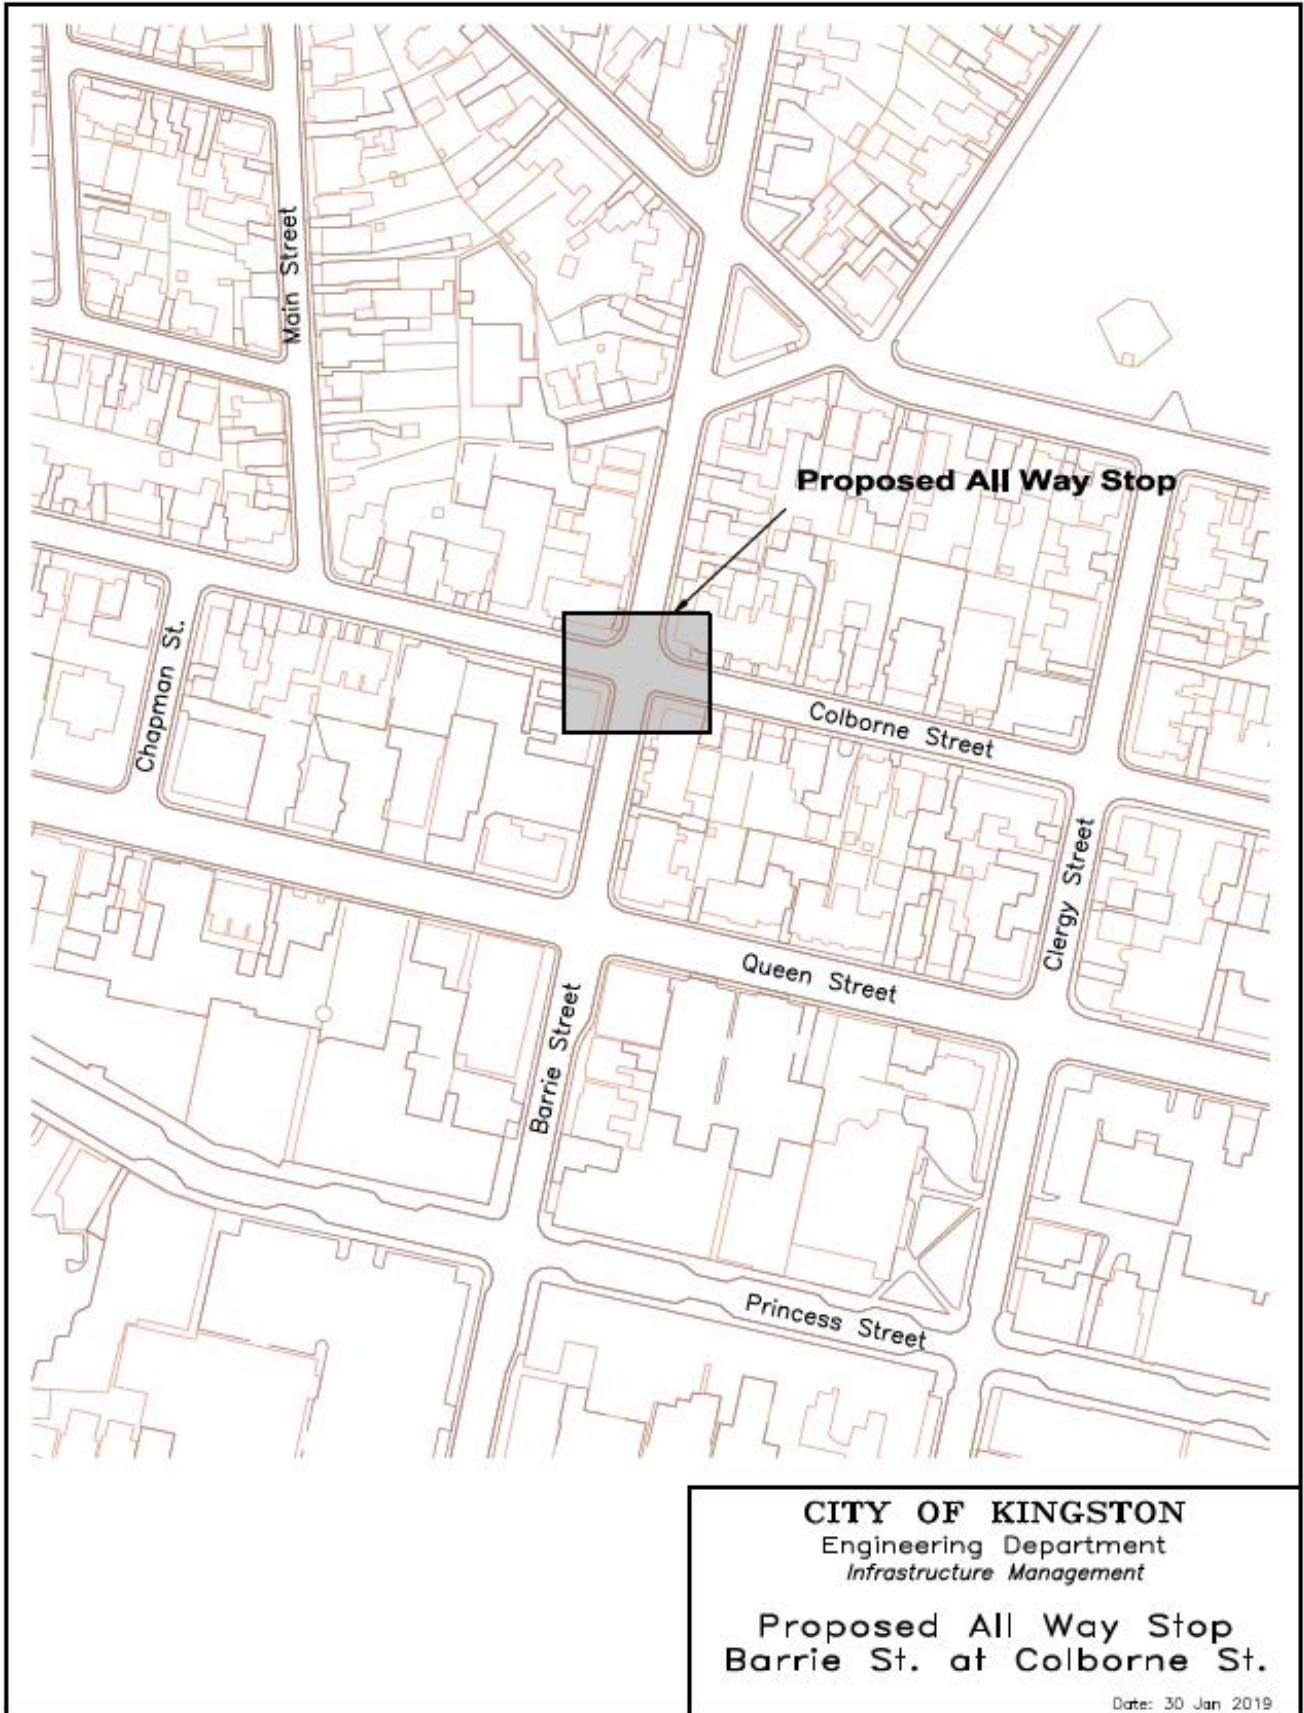 Main Street
Proposed All Way Stop
Chapman St.
Colborne Street
Clergy Street
Queen Street
Barrie Street
Princess Street
CITY OF KINGSTON
Engineering Department
Infrastructure Management
Proposed All Way Stop
Barrie St. at Colborne St.
Date: 30 Jan 2019